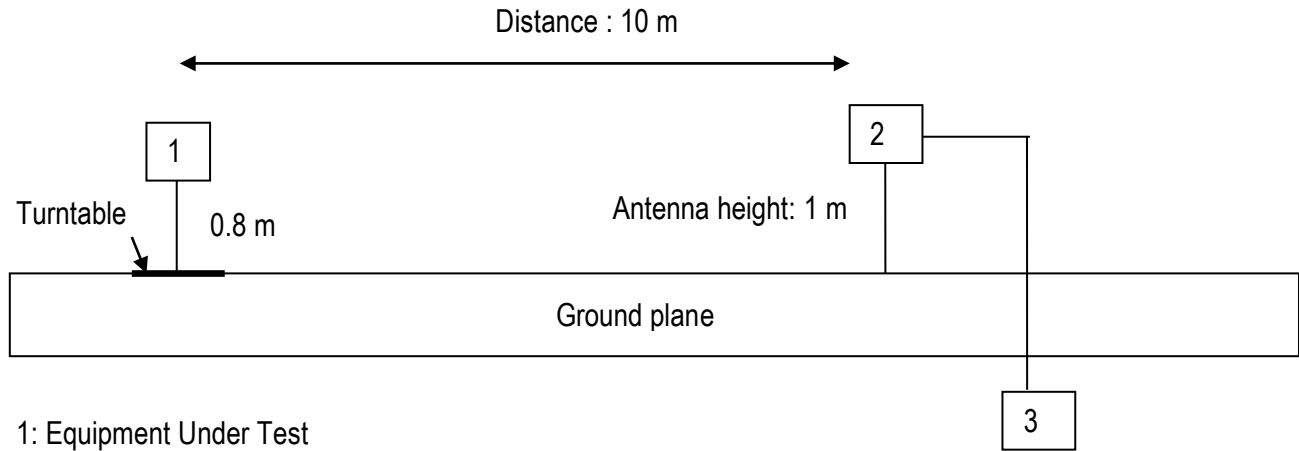 Distance : 10 m
1
2
Turntable
0.8 m
Antenna height: 1 m
Ground plane
3
1: Equipment Under Test